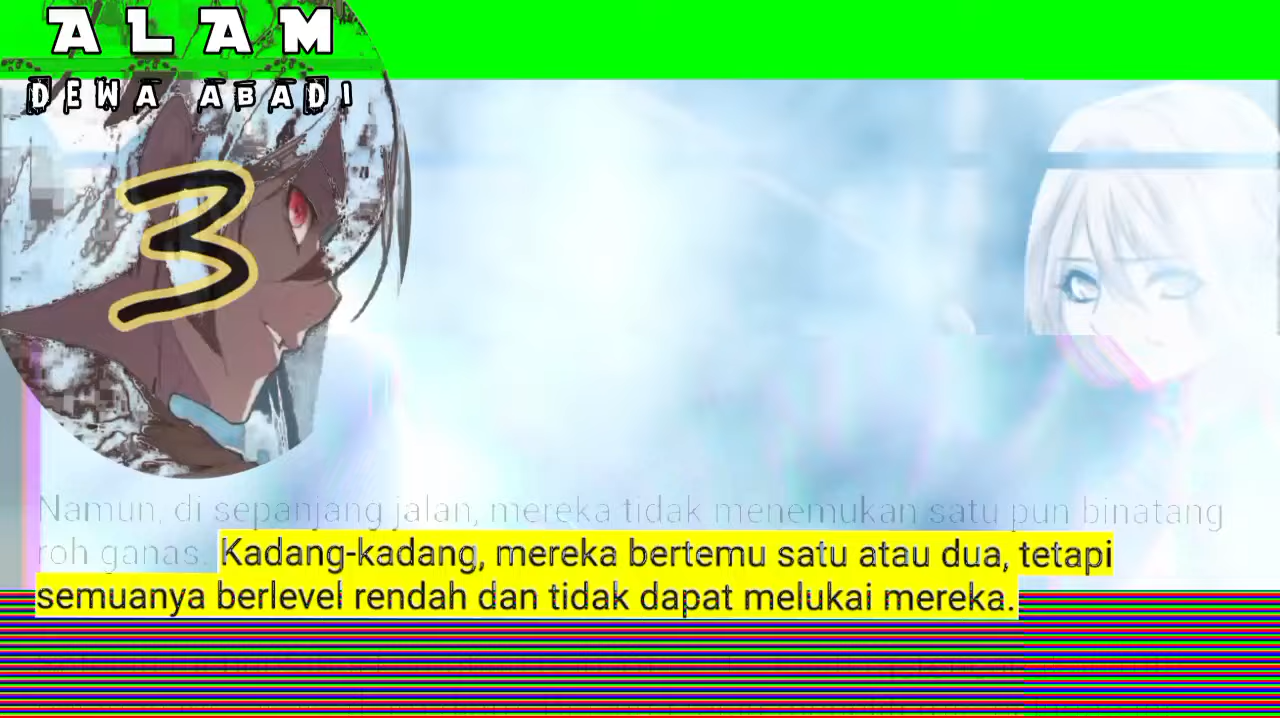 ALAM
DEWA ABADI
3
Namun, di sepanjang jalan, mereka tidak menemukan satu pun binatang
roh ganas. Kadang-kadang, mereka bertemu satu atau dua, tetapi
semuanya berlevel rendah dan tidak dapat melukai mereka.